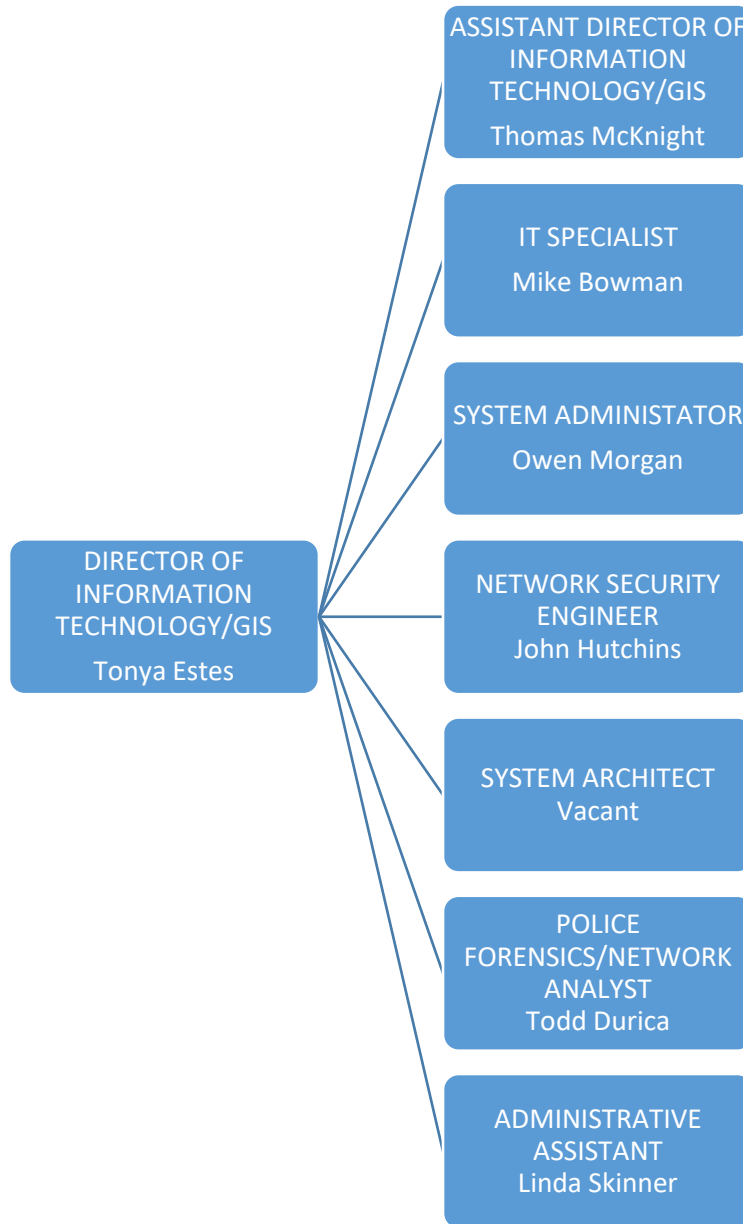 ASSISTANT DIRECTOR OF
INFORMATION
TECHNOLOGY/GIS
Thomas McKnight
IT SPECIALIST
Mike Bowman
SYSTEM ADMINISTATOR
Owen Morgan
DIRECTOR OF
INFORMATION
TECHNOLOGY/GIS
Tonya Estes
NETWORK SECURITY
ENGINEER
John Hutchins
SYSTEM ARCHITECT
Vacant
POLICE
FORENSICS/NETWORK
ANALYST
Todd Durica
ADMINISTRATIVE
ASSISTANT
Linda Skinner